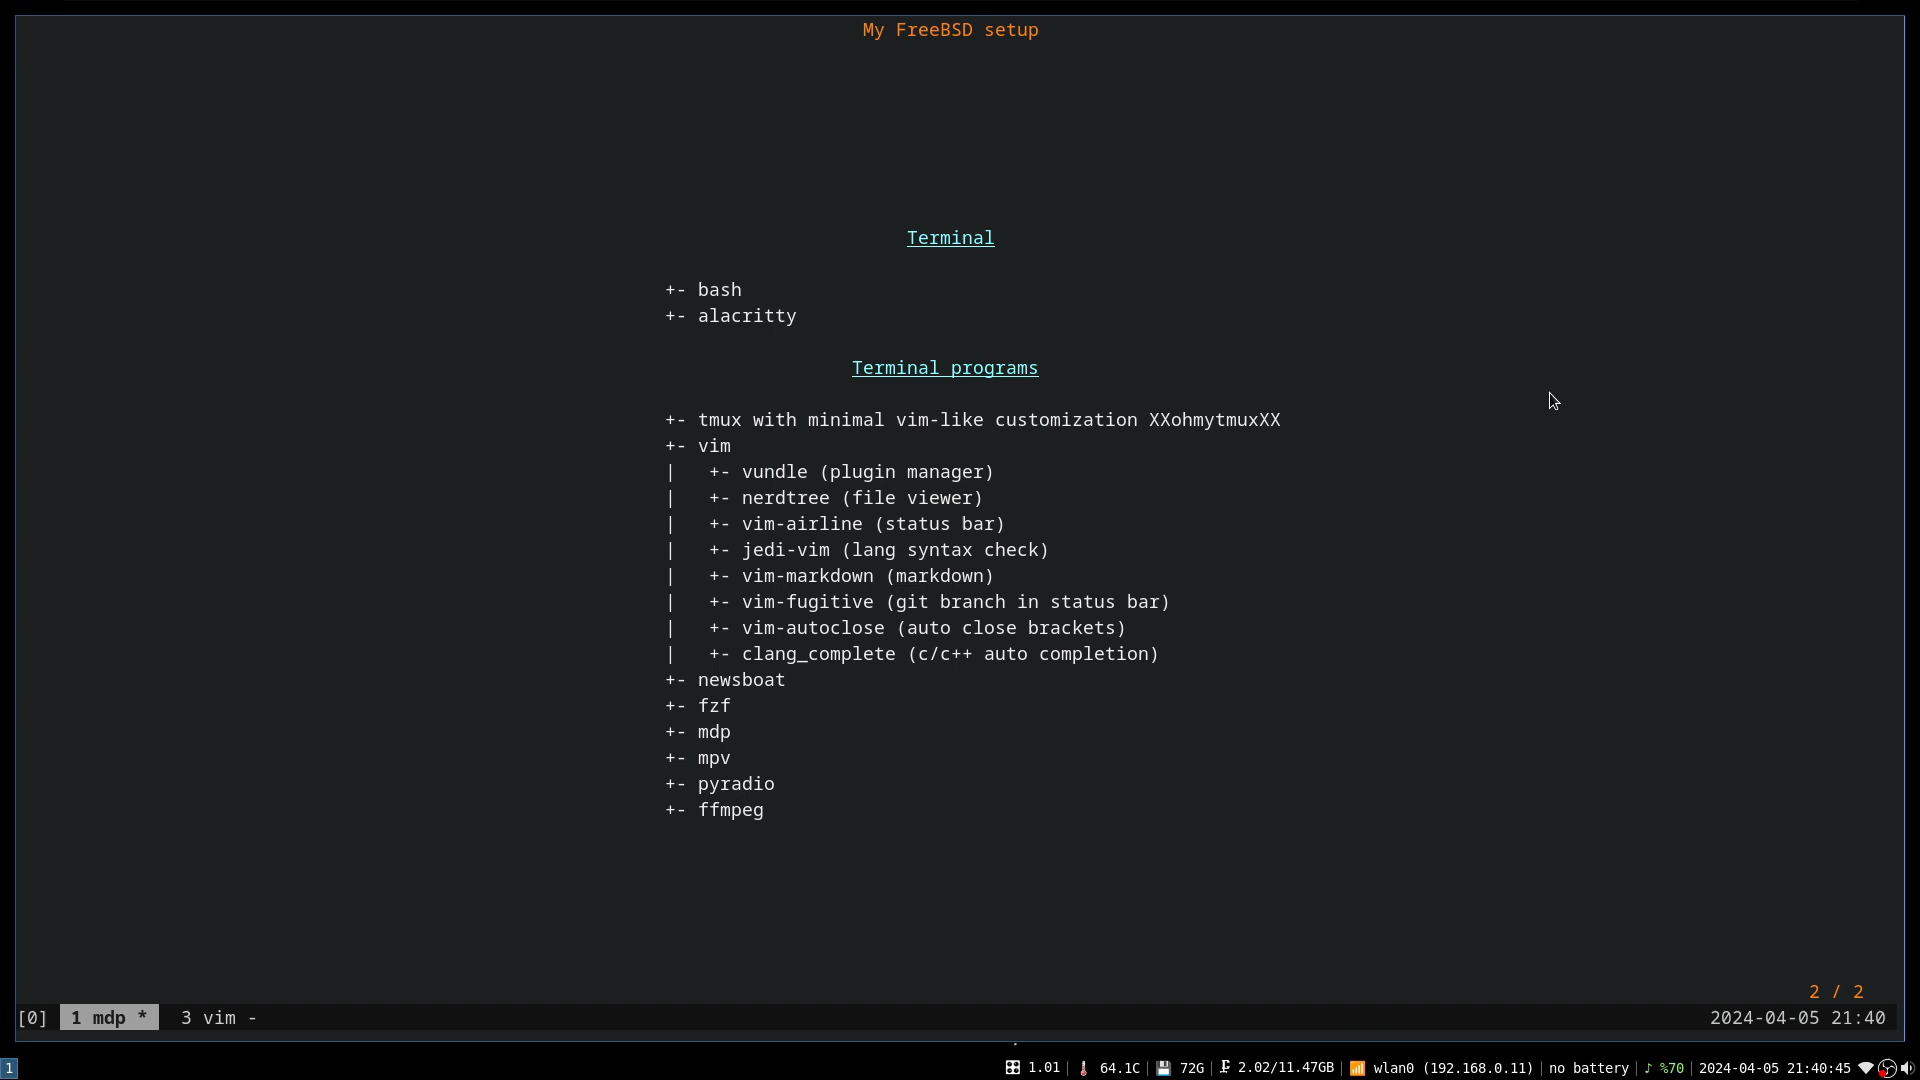 My FreeBSD setup
Terminal
+- bash
+- alacritty
Terminal programs
+- tmux with minimal vim-like customization XXohmytmuxXX
+- vim
|   +- vundle (plugin manager)
|   +- nerdtree (file viewer)
|   +- vim-airline (status bar)
|   +- jedi-vim (lang syntax check)
|   +- vim-markdown (markdown)
|   +- vim-fugitive (git branch in status bar)
|   +- vim-autoclose (auto close brackets)
|   +- clang_complete (c/c++ auto completion)
+- newsboat
+- fzf
+- mdp
+- mpv
+- pyradio
+- ffmpeg
2 / 2
[0] 1 mdp * 3 vim - 2024-04-05 21:40
1 1.01 | 64.1C | 72G | 2.02/11.47GB | wlan0 (192.168.0.11) | no battery | ♪ %70 | 2024-04-05 21:40:45